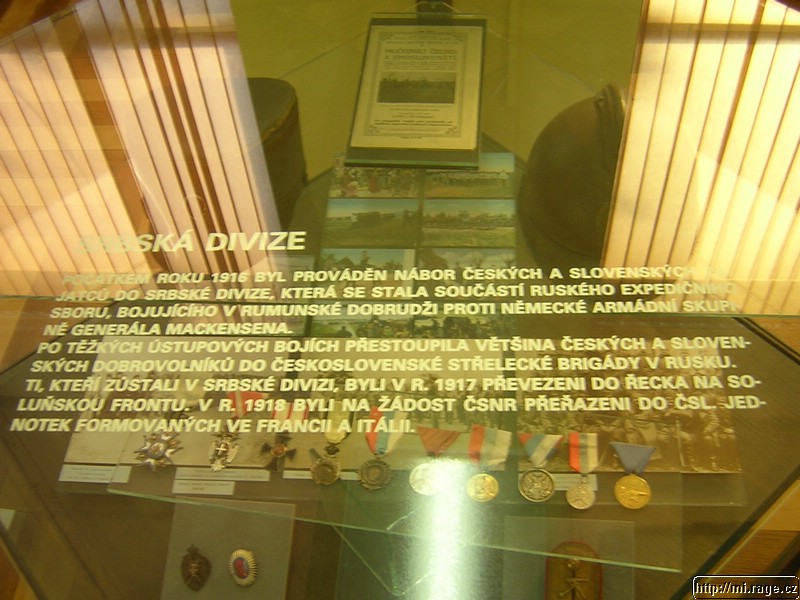 MUČEDNÍCI ČEŠTÍ
SRBSKÁ DIVIZE
POČÁTKEM ROKU 1916 BYL PROVÁDĚN NÁBOR ČESKÝCH A SLOVENSKÝCH
JATCŮ DO SRBSKÉ DIVIZE, KTERÁ SE STALA SOUČÁSTÍ RUSKÉHO EXPEDIČNÍHO
SBORU, BOJUJÍCÍHO V RUMUNSKÉ DOBRUDŽI PROTI NĚMECKÉ ARMÁDNÍ SKUPI-
NĚ GENERÁLA MACKENSENA.
PO TĚŽKÝCH ÚSTUPOVÝCH BOJÍCH PŘESTOUPILA VĚTŠINA ČESKÝCH A SLOVEN-
SKÝCH DOBROVOLNÍKŮ DO ČESKOSLOVENSKÉ STŘELECKÉ BRIGÁDY V RUSKU.
TI, KTEŘÍ ZŮSTALI V SRBSKÉ DIVIZI, BYLI V R. 1917 PŘEVEZENI DO ŘECKA NA SO-
LUŇSKOU FRONTU. V R. 1918 BYLI NA ŽÁDOST ČSNR PŘEŘAZENI DO ČSL. JED-
NOTEK FORMOVANÝCH VE FRANCII A ITÁLII.
http://mi.rage.cz